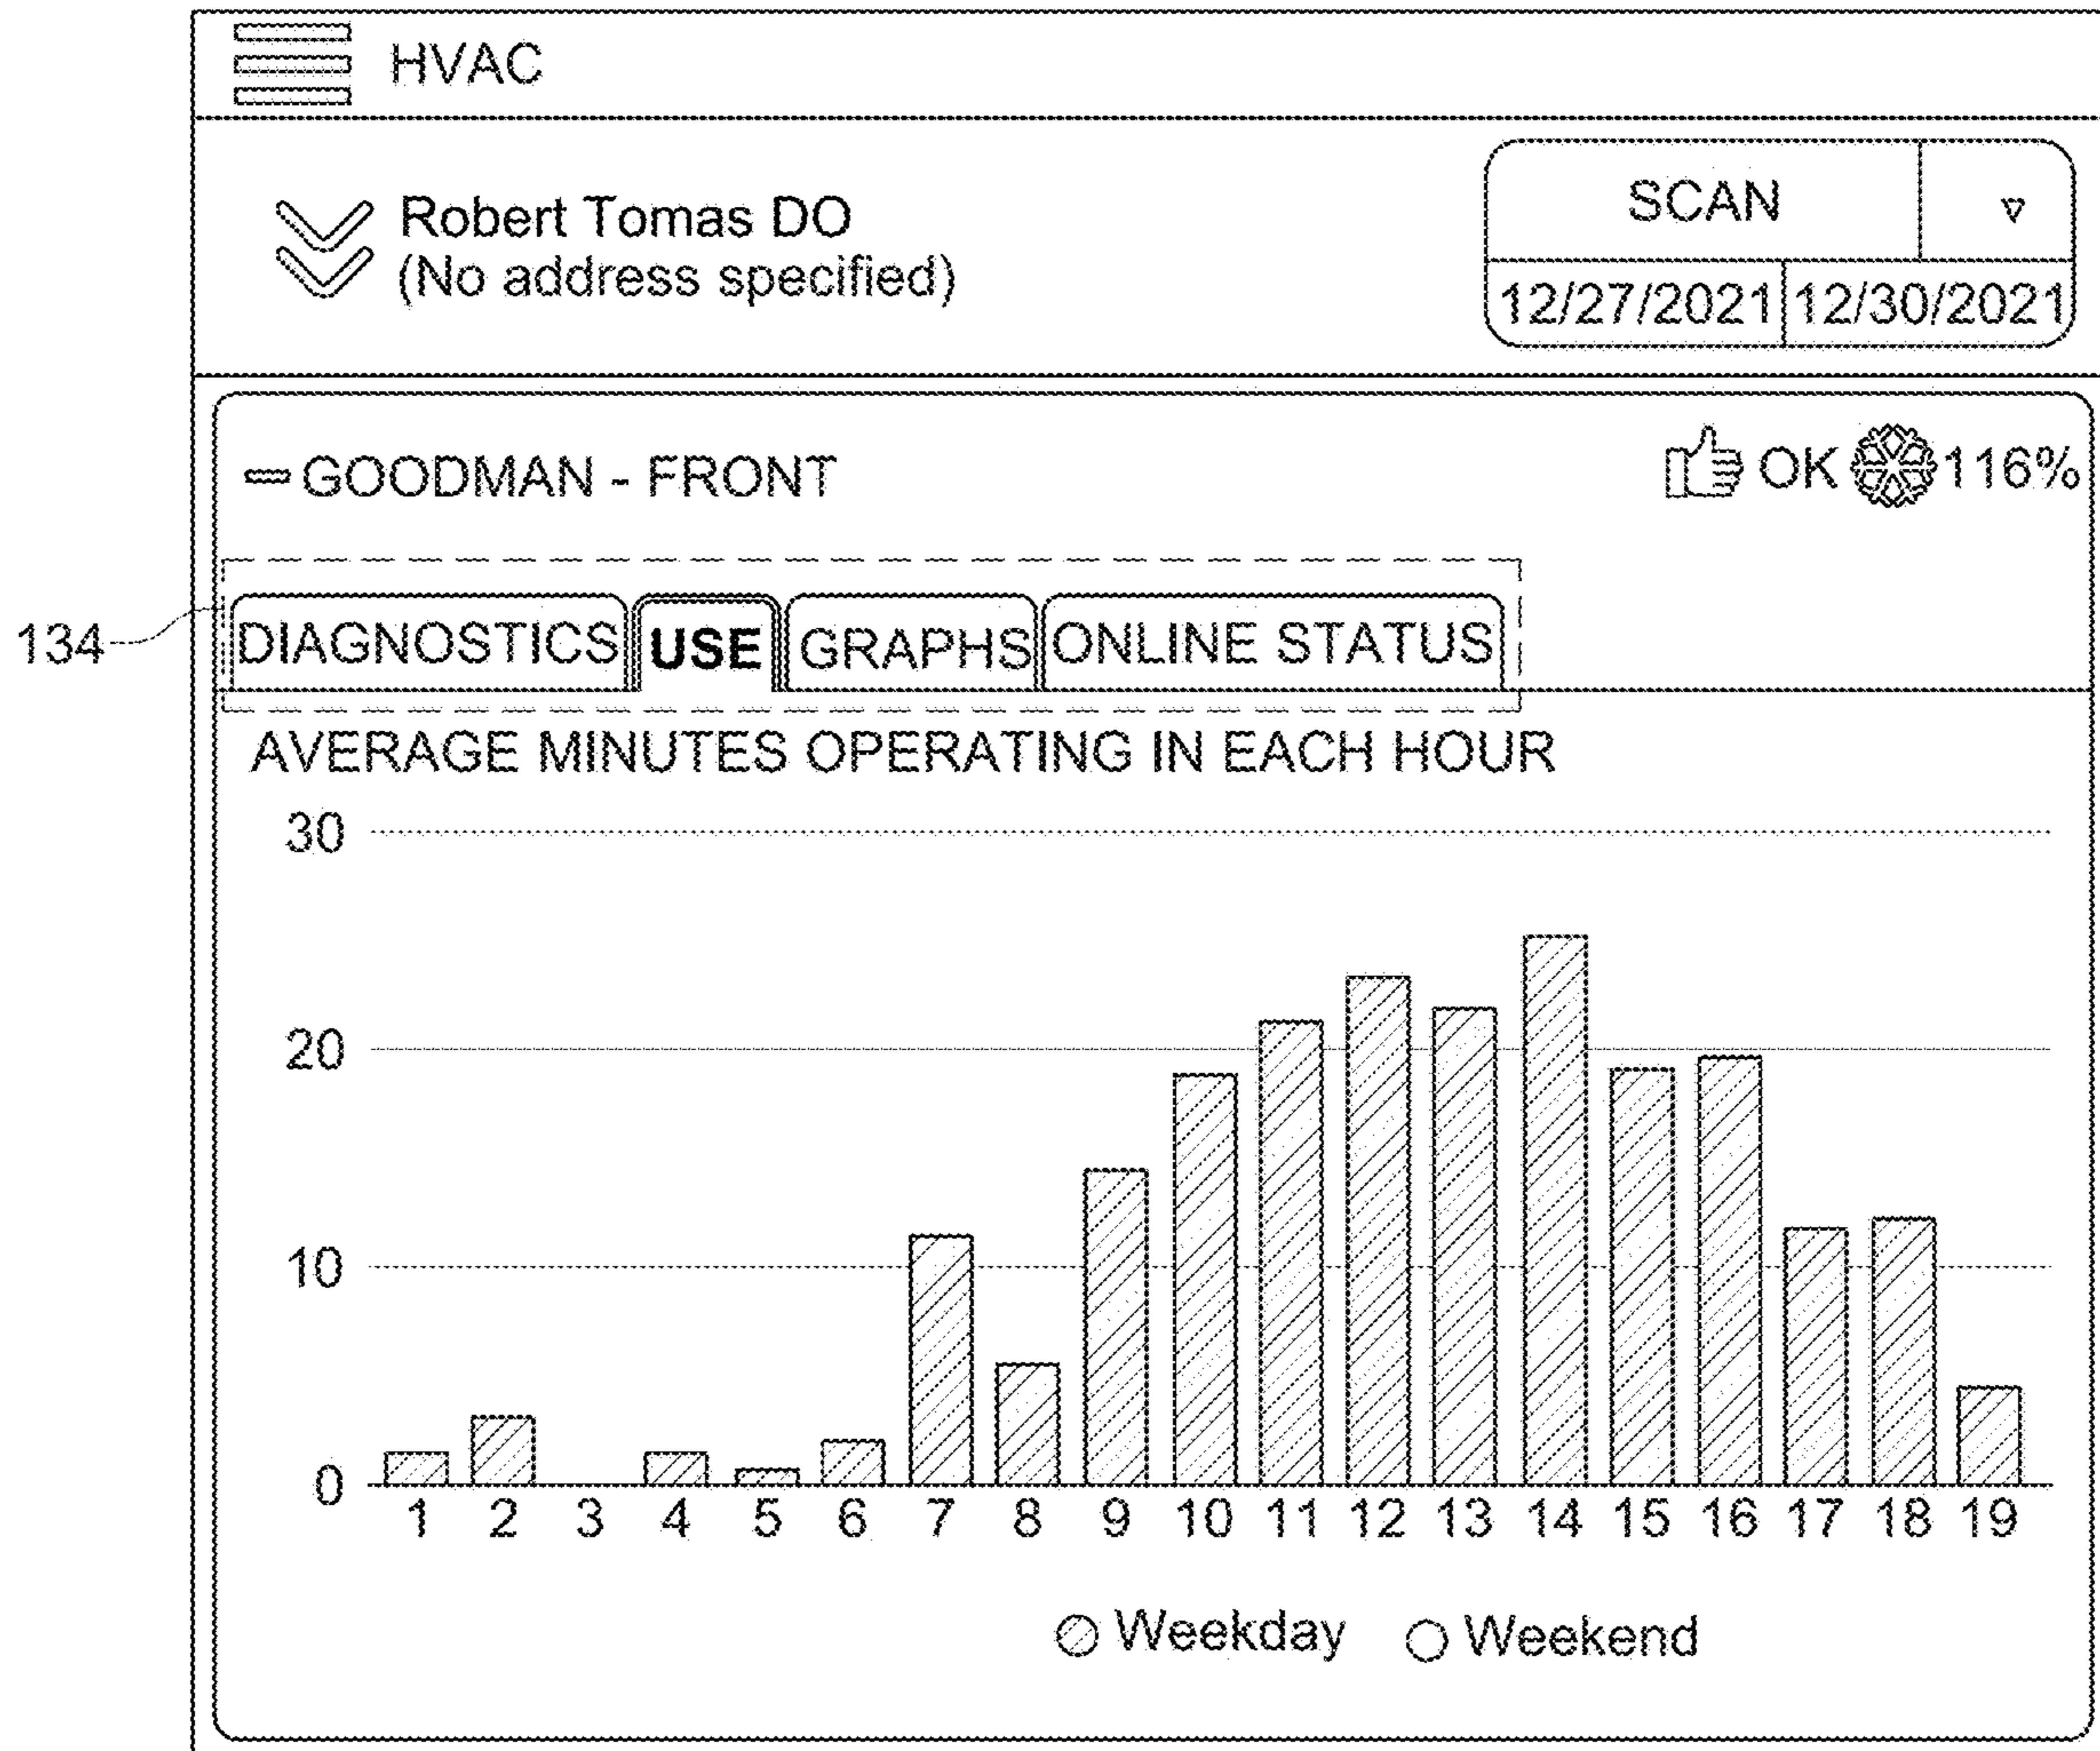 HVAC
Robert Tomas DO
(No address specified)
SCAN
12/27/2021 12/30/2021
GOODMAN - FRONT
OK 116%
134
DIAGNOSTICS USE GRAPHS ONLINE STATUS
AVERAGE MINUTES OPERATING IN EACH HOUR
30
20
10
0
1 2 3 4 5 6 7 8 9 10 11 12 13 14 15 16 17 18 19
Weekday Weekend